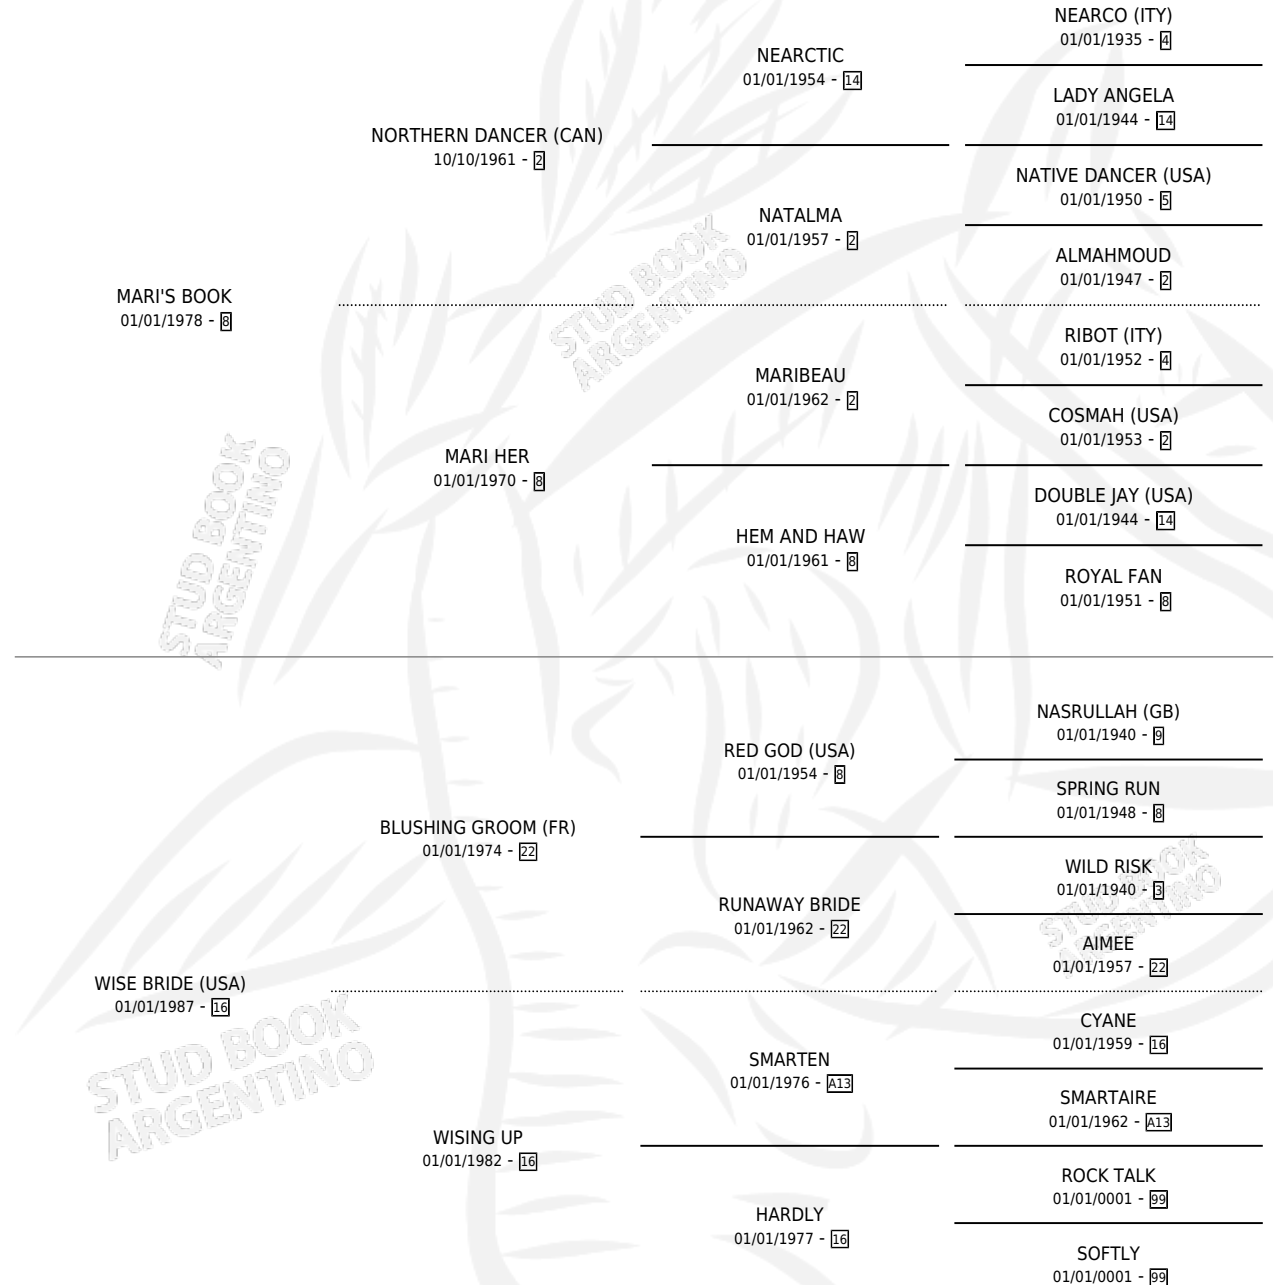 NEARCO (ITY)
01/01/1935 - 4
NEARCTIC
01/01/1954 - 14
LADY ANGELA
01/01/1944 - 14
NORTHERN DANCER (CAN)
10/10/1961 - 2
NATIVE DANCER (USA)
01/01/1950 - 5
NATALMA
01/01/1957 - 2
ALMAHMOUD
01/01/1947 - 2
MARI'S BOOK
01/01/1978 - 8
STUD BOOK
ARGENTINO
RIBOT (ITY)
01/01/1952 - 4
MARIBEAU
01/01/1962 - 2
COSMAH (USA)
01/01/1953 - 2
MARI HER
01/01/1970 - 8
DOUBLE JAY (USA)
01/01/1944 - 14
HEM AND HAW
01/01/1961 - 8
ROYAL FAN
01/01/1951 - 8
STUD BOOK
ARGENTINO
NASRULLAH (GB)
01/01/1940 - 9
RED GOD (USA)
01/01/1954 - 8
SPRING RUN
01/01/1948 - 8
BLUSHING GROOM (FR)
01/01/1974 - 22
WILD RISK
01/01/1940 - 3
RUNAWAY BRIDE
01/01/1962 - 22
AIMEE
01/01/1957 - 22
STUD BOOK
ARGENTINO
WISE BRIDE (USA)
01/01/1987 - 16
CYANE
01/01/1959 - 16
SMARTEN
01/01/1976 - A13
SMARTAIRE
01/01/1962 - A13
STUD BOOK
ARGENTINO
WISING UP
01/01/1982 - 16
ROCK TALK
01/01/0001 - 99
HARDLY
01/01/1977 - 16
SOFTLY
01/01/0001 - 99